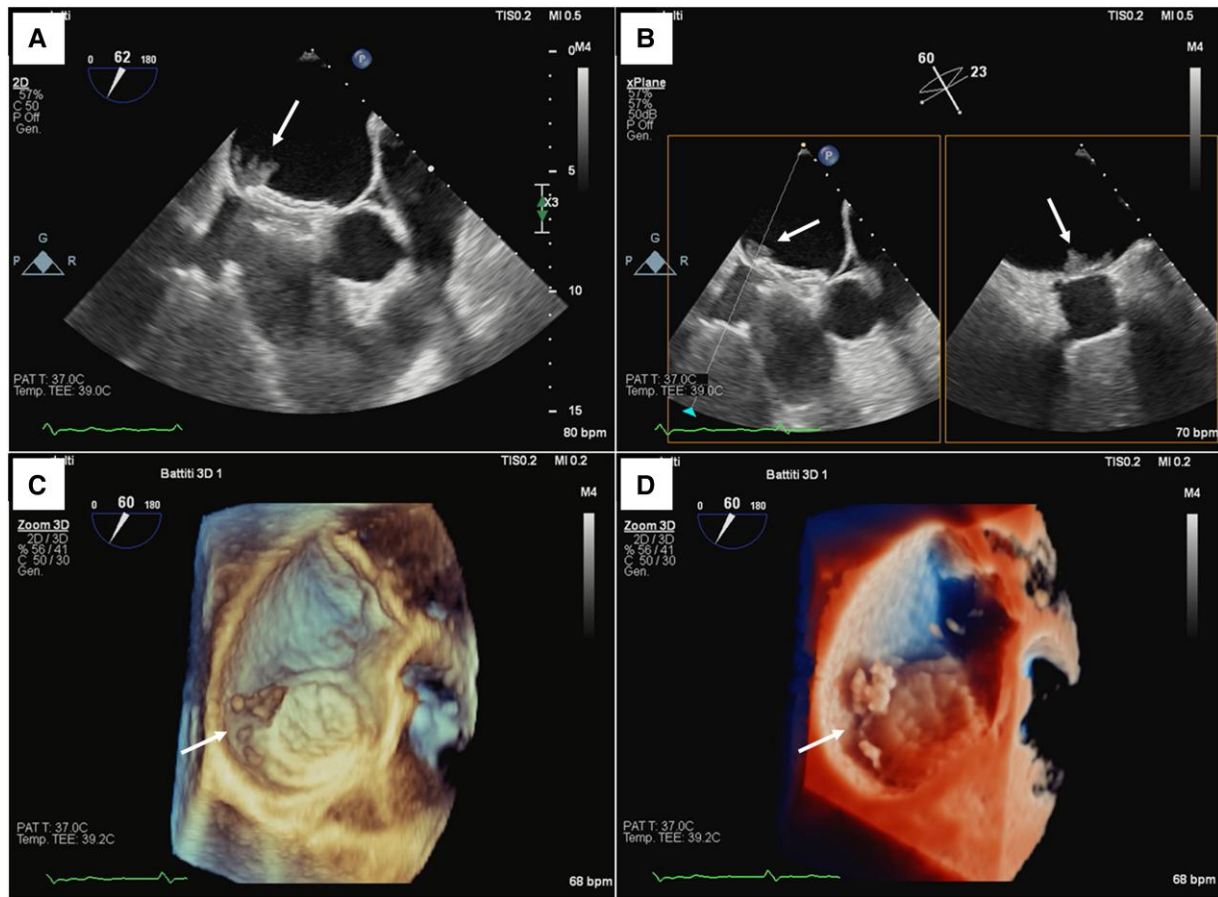 A
ulti
TIS0.2 MI 0.5
M4
0 62 180
P
2D
57%
C 50
P Off
Gen.
0
5
X3
10
15
G
P R
PAT T: 37.0C
Temp. TEE: 39.0C
80 bpm
B
ulti
TIS0.2 MI 0.5
M4
60
23
xPlane
57%
57%
50dB
P Off
Gen.
P
G
P R
PAT T: 37.0C
Temp. TEE: 39.0C
70 bpm
C
ulti
TIS0.2 MI 0.2
Battiti 3D 1
M4
0 60 180
Zoom 3D
2D / 3D
% 56 / 41
C 50 / 30
Gen.
PAT T: 37.0C
Temp. TEE: 39.2C
68 bpm
D
ulti
TIS0.2 MI 0.2
Battiti 3D 1
M4
0 60 180
Zoom 3D
2D / 3D
% 56 / 41
C 50 / 30
Gen.
PAT T: 37.0C
Temp. TEE: 39.2C
68 bpm